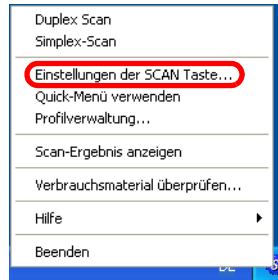 Duplex Scan
Simplex-Scan
Einstellungen der SCAN Taste...
Quick-Menü verwenden
Profilverwaltung...
Scan-Ergebnis anzeigen
Verbrauchsmaterial überprüfen...
Hilfe
Beenden